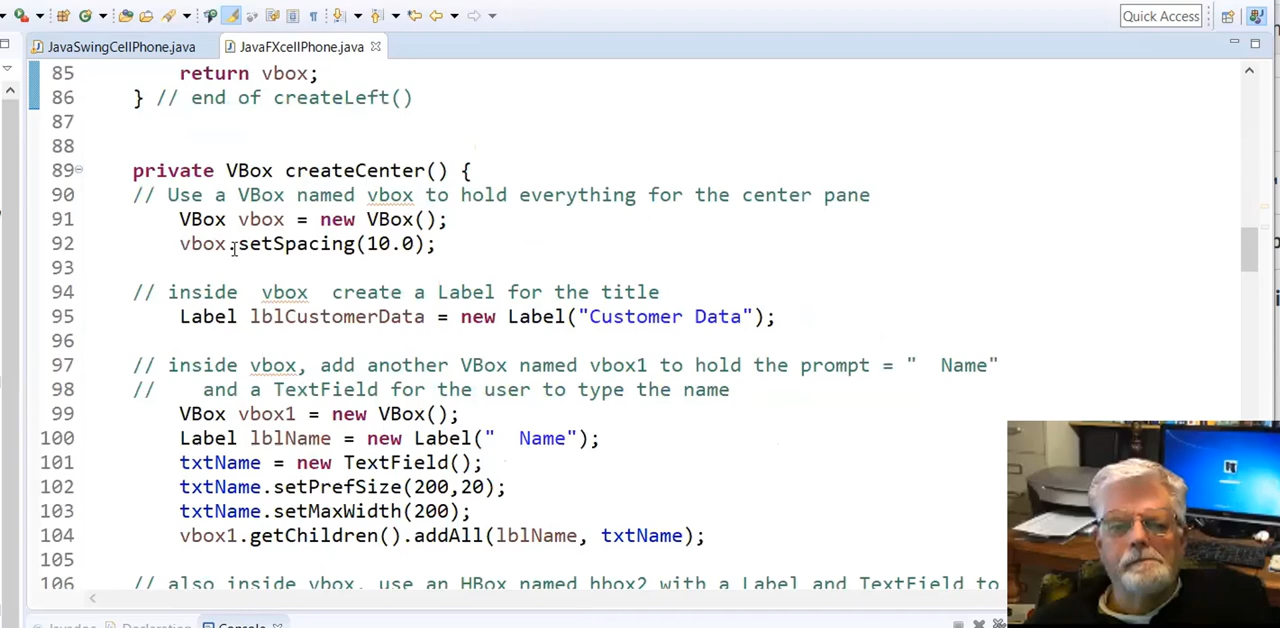 Quick Access
JavaSwingCellPhone.java
JavaFXcellPhone.java
85 return vbox;
86 } // end of createLeft()
87
88
89 private VBox createCenter() {
90 // Use a VBox named vbox to hold everything for the center pane
91 VBox vbox = new VBox();
92 vbox.setSpacing(10.0);
93
94 // inside  vbox  create a Label for the title
95 Label lblCustomerData = new Label("Customer Data");
96
97 // inside vbox, add another VBox named vbox1 to hold the prompt = "  Name"
98 //    and a TextField for the user to type the name
99 VBox vbox1 = new VBox();
100 Label lblName = new Label("  Name");
101 txtName = new TextField();
102 txtName.setPrefSize(200,20);
103 txtName.setMaxWidth(200);
104 vbox1.getChildren().addAll(lblName, txtName);
105
106 // also inside vbox, use an HBox named hbox2 with a Label and TextField to
Javadoc Declaration Console